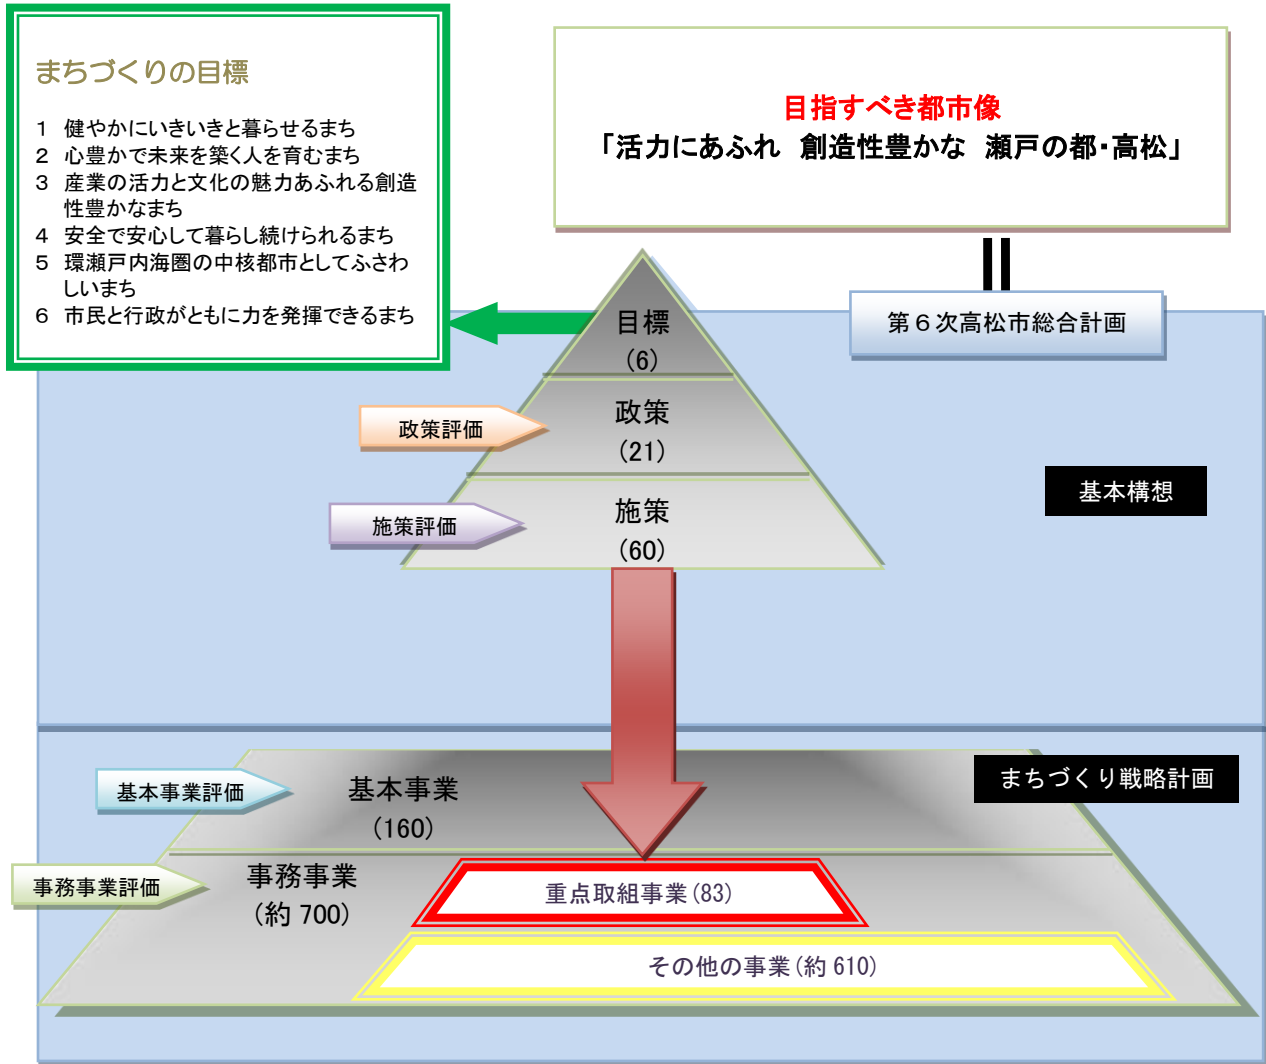 まちづくりの目標
１　健やかにいきいきと暮らせるまち
２　心豊かで未来を築く人を育むまち
３　産業の活力と文化の魅力あふれる創造
性豊かなまち
４　安全で安心して暮らし続けられるまち
５　環瀬戸内海圏の中核都市としてふさわ
しいまち
６　市民と行政がともに力を発揮できるまち
目指すべき都市像
「活力にあふれ　創造性豊かな　瀬戸の都・高松」
第６次高松市総合計画
目標
(6)
政策評価
政策
(21)
基本構想
施策評価
施策
(60)
まちづくり戦略計画
基本事業評価
基本事業
(160)
事務事業評価
事務事業
(約 700)
重点取組事業(83)
その他の事業(約 610)